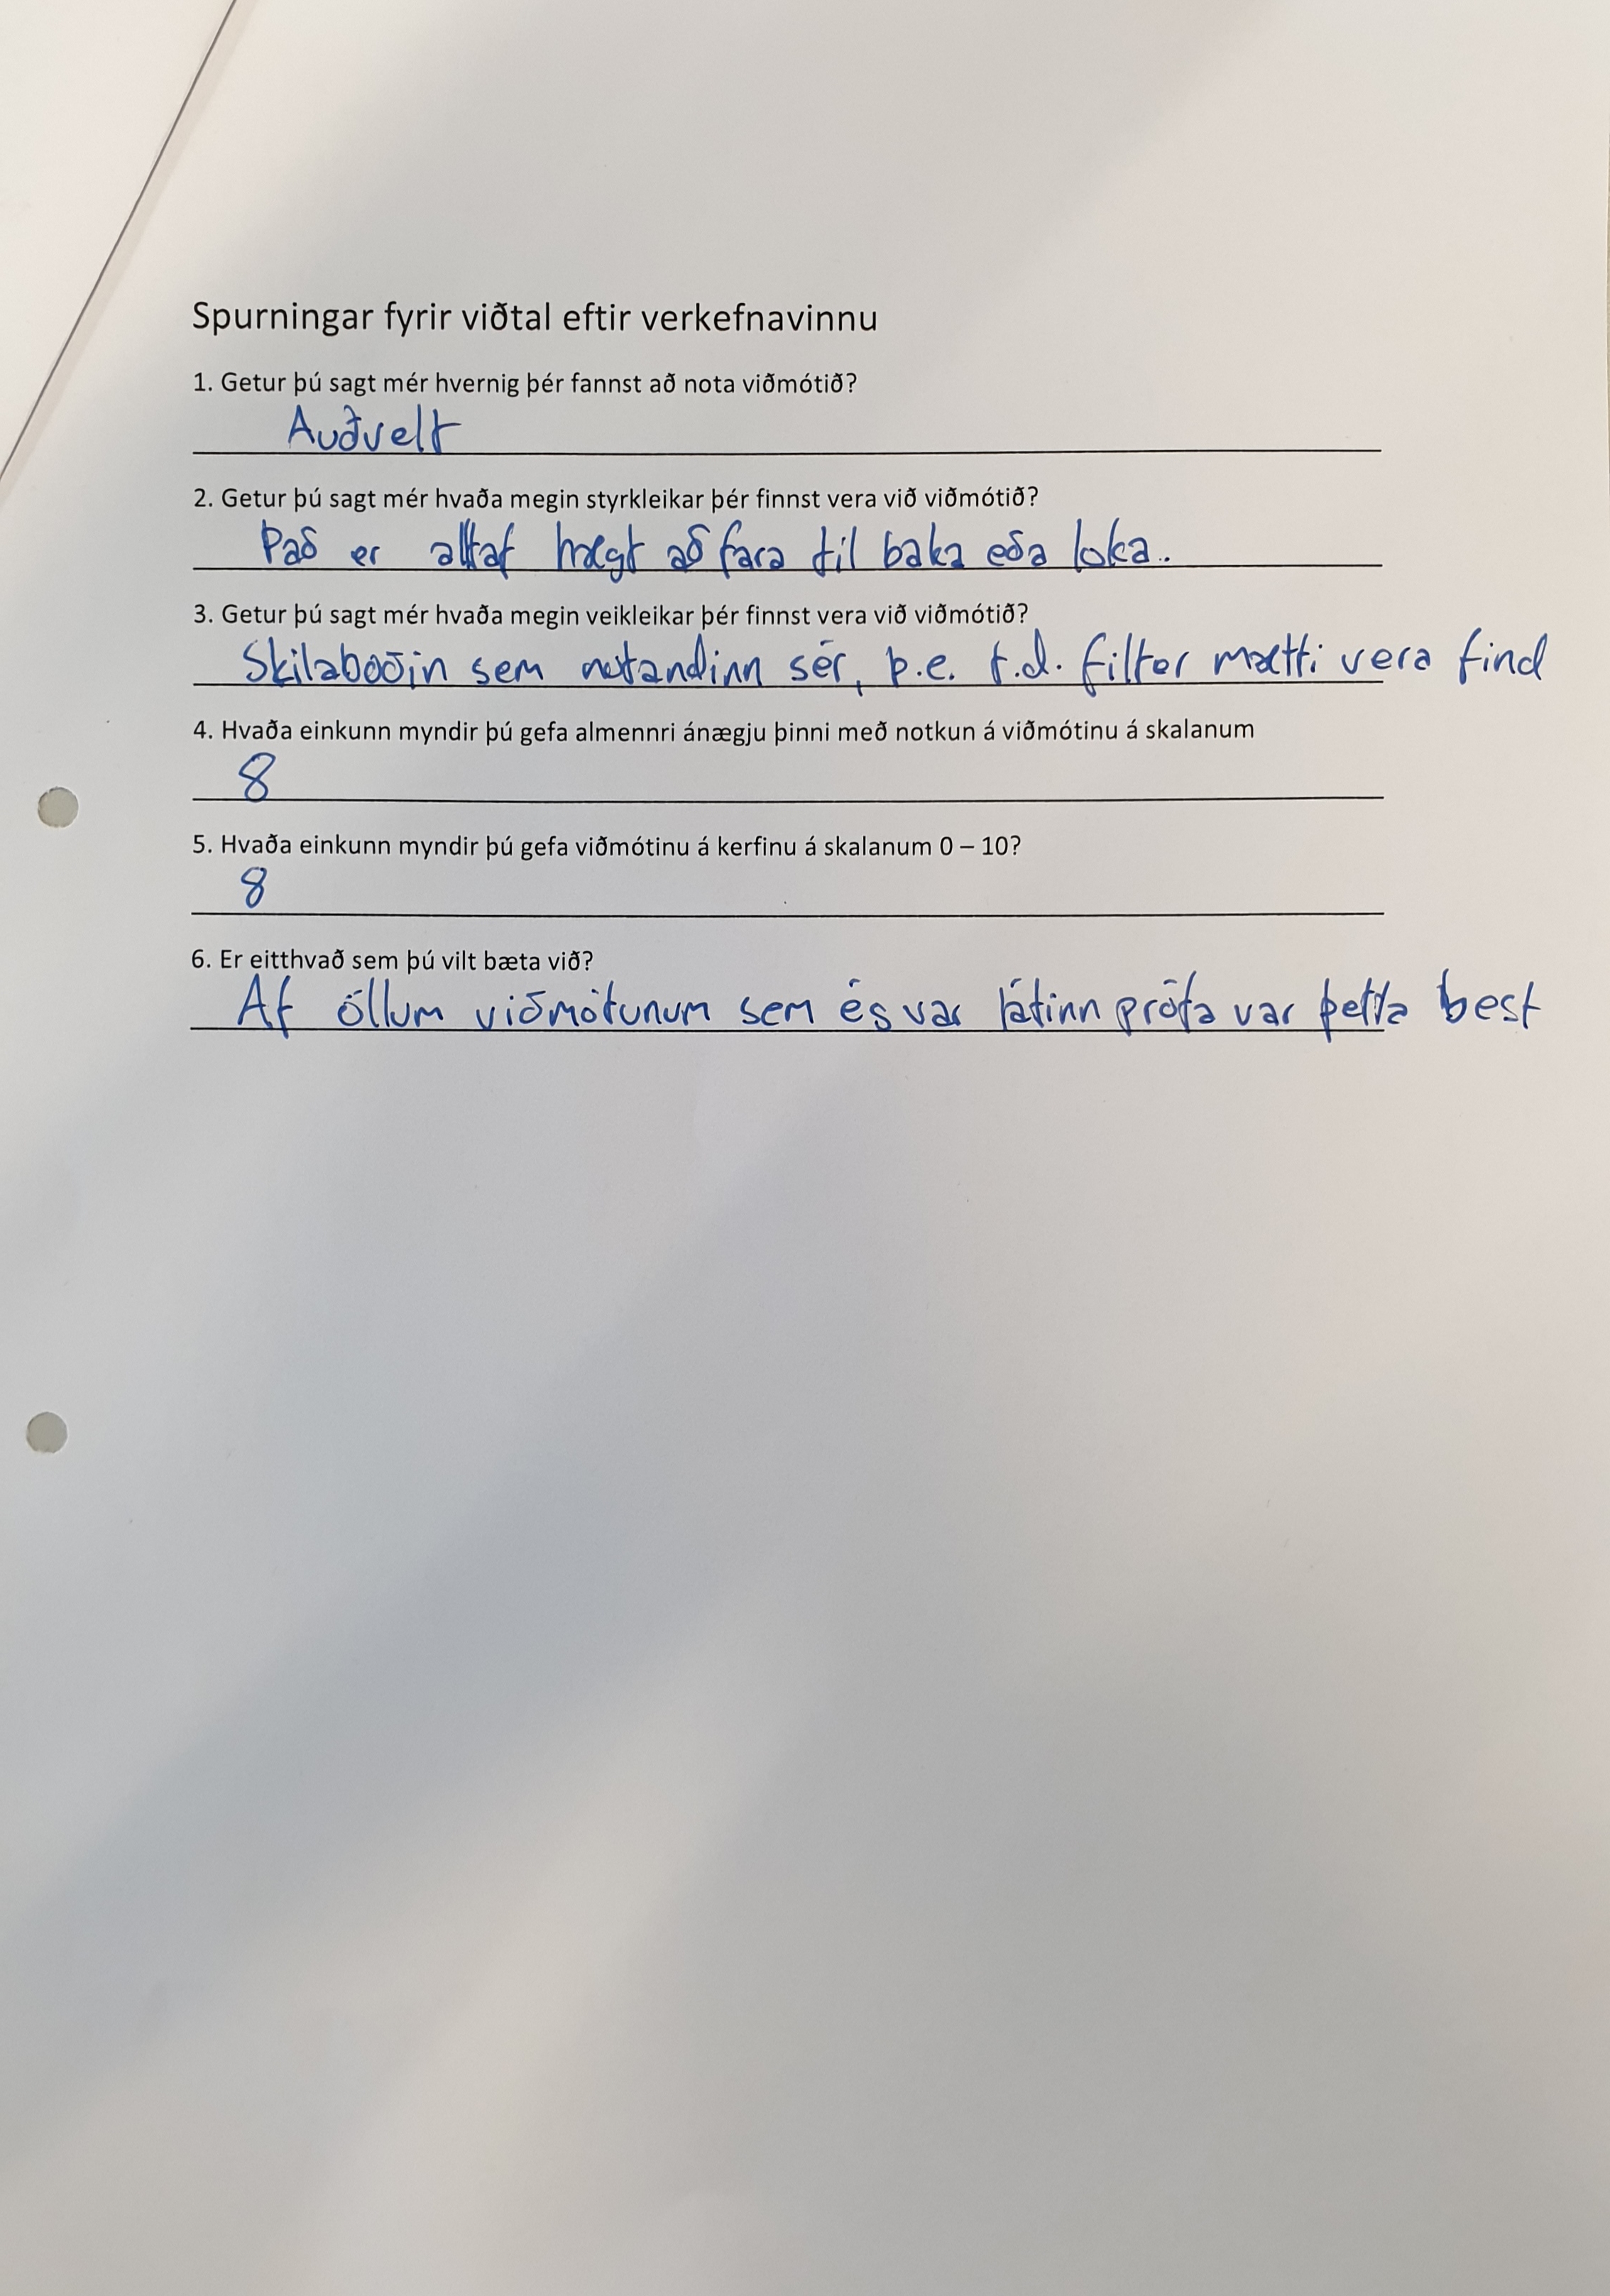 Spurningar fyrir viðtal eftir verkefnavinnu
1. Getur þú sagt mér hvernig þér fannst að nota viðmótið?
Auðvelt
2. Getur þú sagt mér hvaða megin styrkleikar þér finnst vera við viðmótið?
Það er alltaf hægt að fara til baka eða loka.
3. Getur þú sagt mér hvaða megin veikleikar þér finnst vera við viðmótið?
Skilaboðin sem notandinn sér, þ.e. t.d. filter mætti vera find
4. Hvaða einkunn myndir þú gefa almennri ánægju þinni með notkun á viðmótinu á skalanum
8
5. Hvaða einkunn myndir þú gefa viðmótinu á kerfinu á skalanum 0 – 10?
8
6. Er eitthvað sem þú vilt bæta við?
Af öllum viðmótunum sem ég var látinn prófa var þetta best